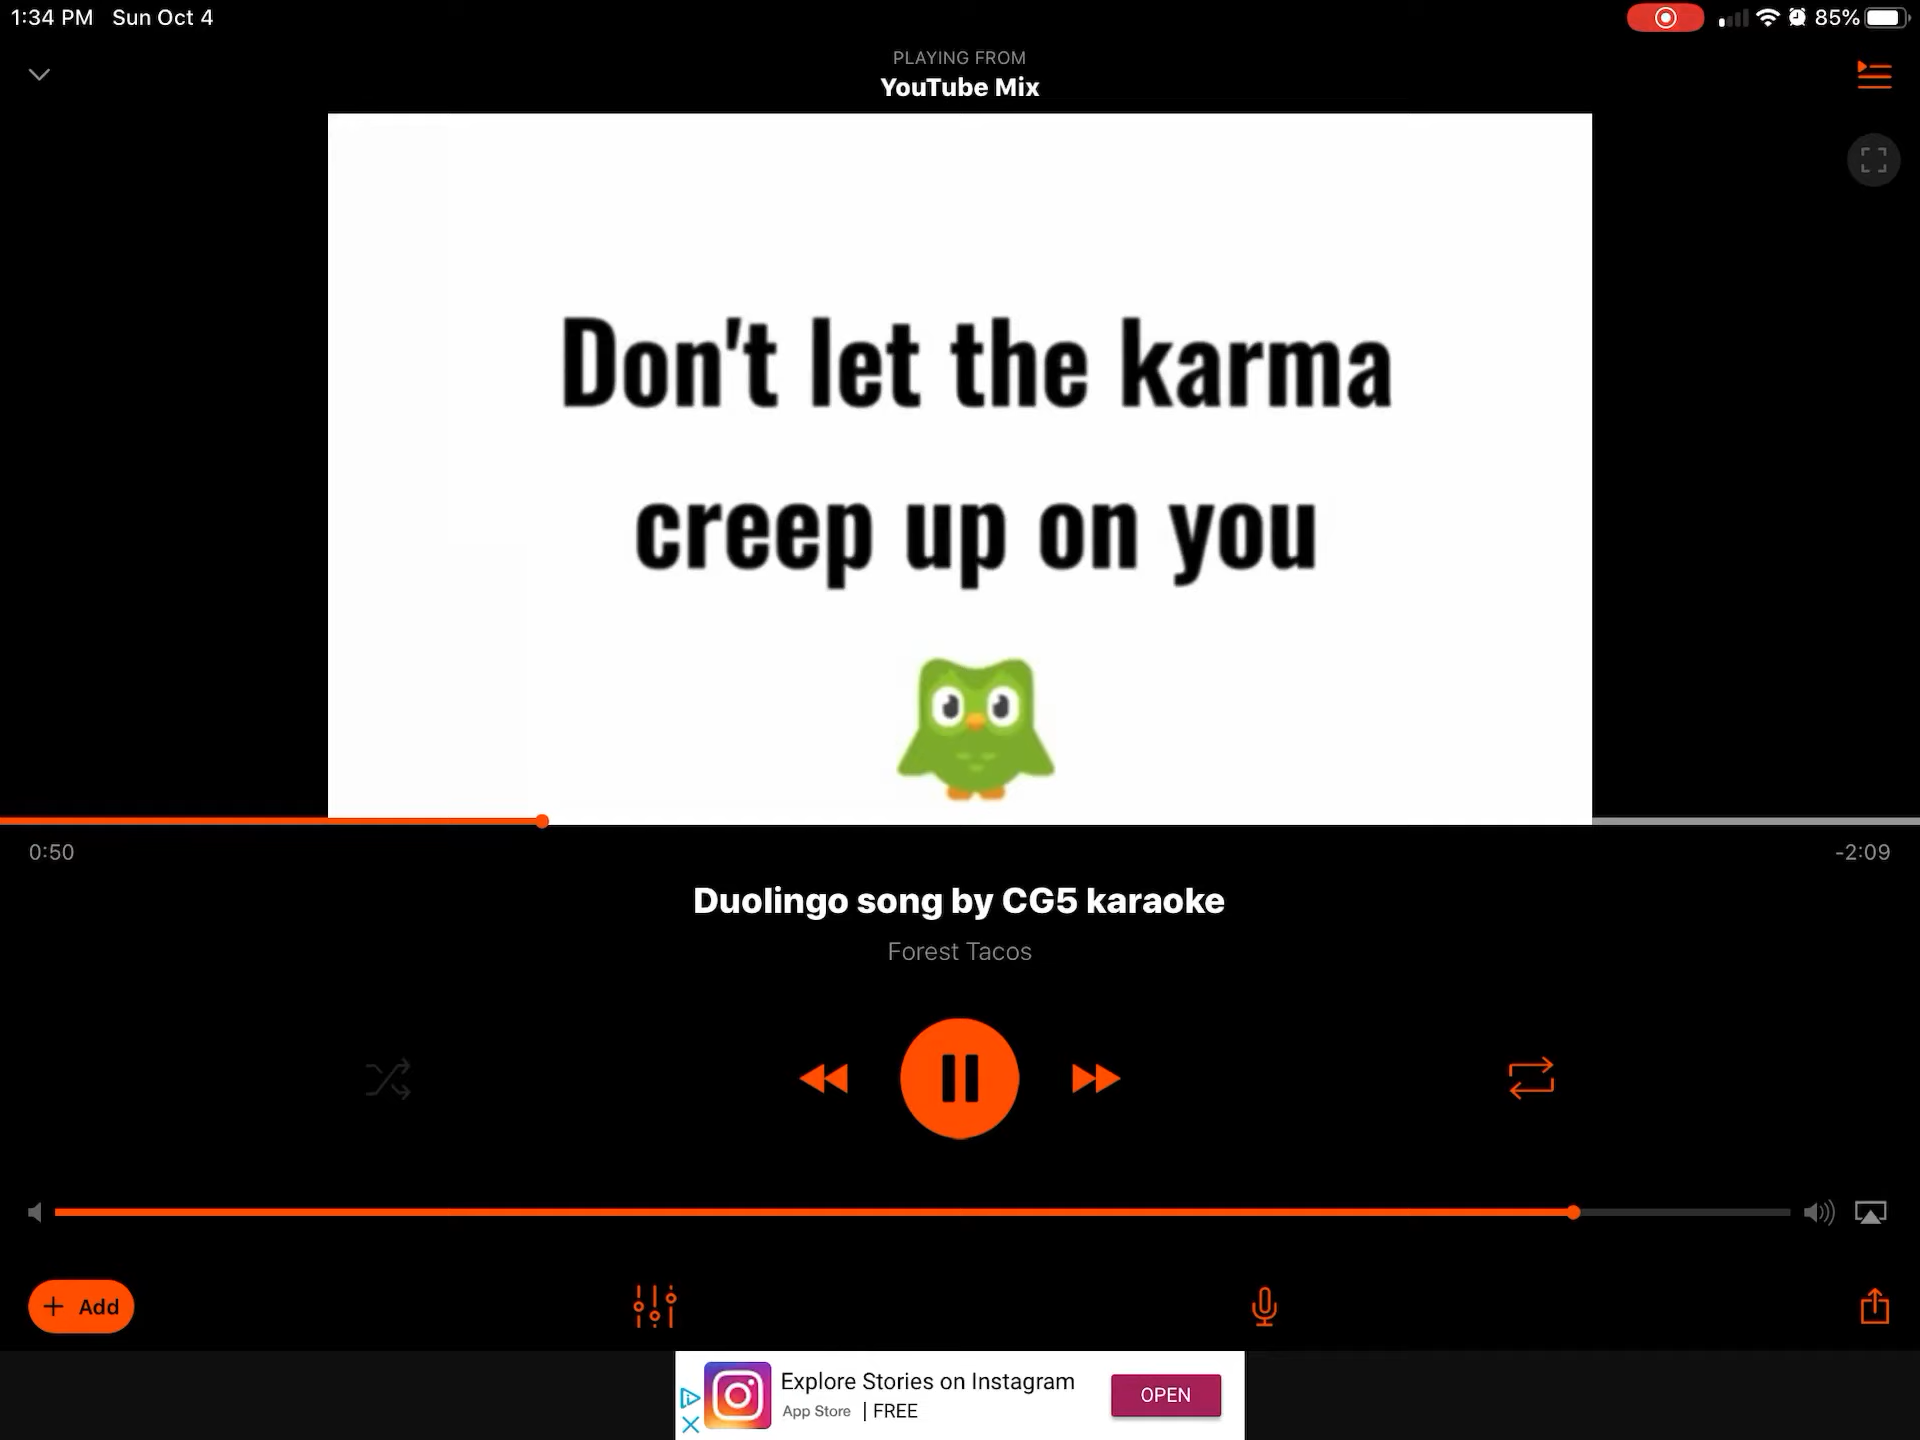 1:34 PM Sun Oct 4
85%
PLAYING FROM
YouTube Mix
Don't let the karma
creep up on you
0:50
-2:09
Duolingo song by CG5 karaoke
Forest Tacos
+ Add
Explore Stories on Instagram
App Store | FREE
OPEN